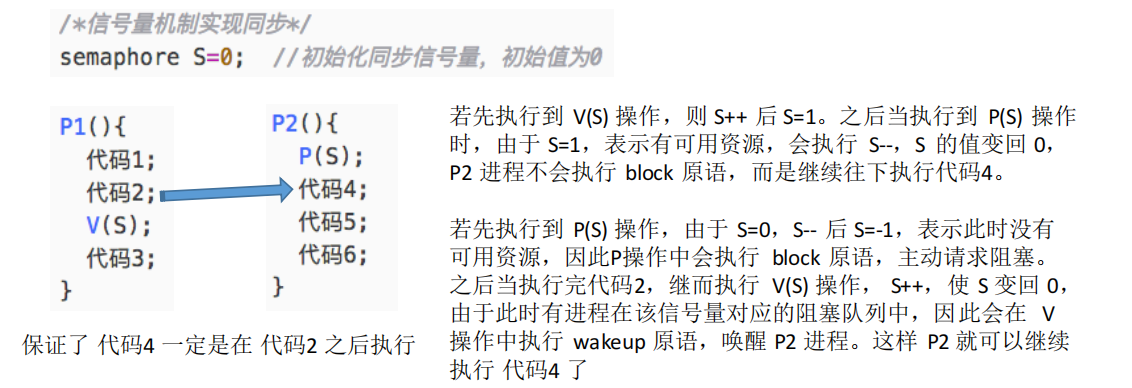 /*信号量机制实现同步*/
semaphore S=0;  //初始化同步信号量，初始值为0
P1(){
代码1;
代码2;
V(S);
代码3;
}
P2(){
P(S);
代码4;
代码5;
代码6;
}
保证了 代码4 一定是在 代码2 之后执行
若先执行到 V(S) 操作，则 S++ 后 S=1。之后当执行到 P(S) 操作
时，由于 S=1，表示有可用资源，会执行 S--，S 的值变回 0，
P2 进程不会执行 block 原语，而是继续往下执行代码4。
若先执行到 P(S) 操作，由于 S=0，S-- 后 S=-1，表示此时没有
可用资源，因此P操作中会执行 block 原语，主动请求阻塞。
之后当执行完代码2，继而执行 V(S) 操作， S++，使 S 变回 0，
由于此时有进程在该信号量对应的阻塞队列中，因此会在 V
操作中执行 wakeup 原语，唤醒 P2 进程。这样 P2 就可以继续
执行 代码4 了